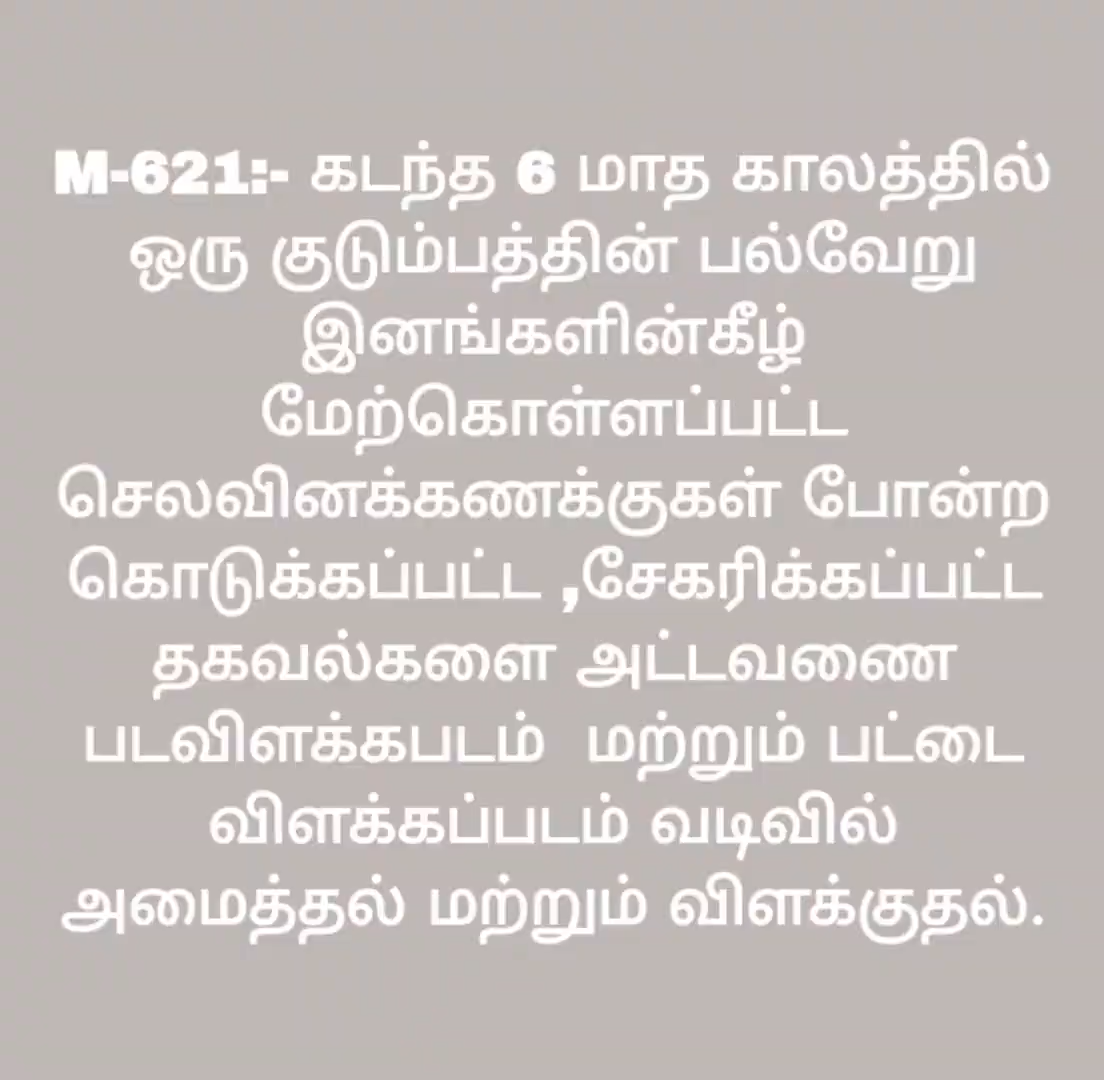 M-621:- கடந்த 6 மாத காலத்தில்
ஒரு குடும்பத்தின் பல்வேறு
இனங்களின்கீழ்
மேற்கொள்ளப்பட்ட
செலவினக்கணக்குகள் போன்ற
கொடுக்கப்பட்ட ,சேகரிக்கப்பட்ட
தகவல்களை அட்டவணை
படவிளக்கபடம் மற்றும் பட்டை
விளக்கப்படம் வடிவில்
அமைத்தல் மற்றும் விளக்குதல்.